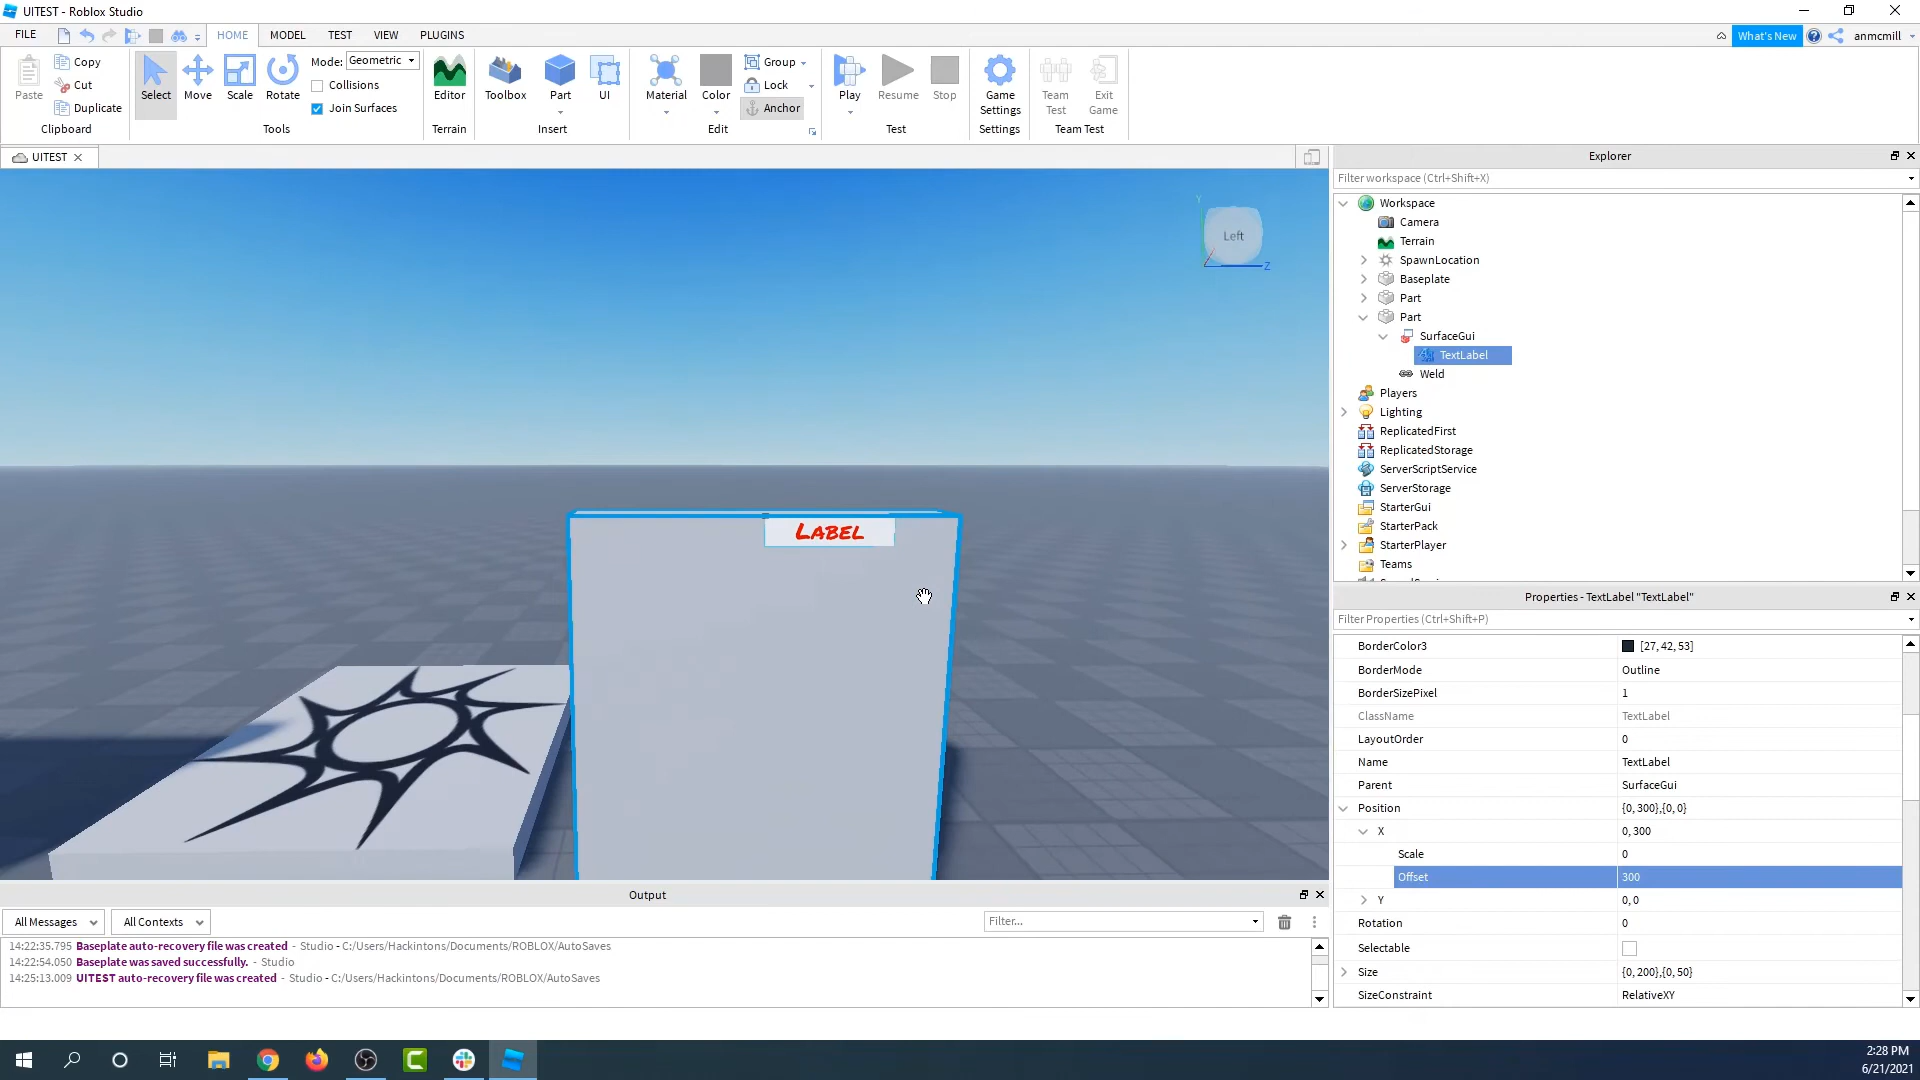 UITEST - Roblox Studio
FILE HOME MODEL TEST VIEW PLUGINS What's New anmcmill
Paste Copy Cut Duplicate Clipboard
Select Move Scale Rotate Mode: Geometric Collisions Join Surfaces Tools
Editor Terrain
Toolbox Part UI Insert
Material Color Group Lock Anchor Edit
Play Resume Stop Test
Game Settings Settings
Team Test Exit Game Team Test
UITEST
Left
Y
Z
LABEL
Explorer
Filter workspace (Ctrl+Shift+X)
Workspace
Camera
Terrain
SpawnLocation
Baseplate
Part
Part
SurfaceGui
TextLabel
Weld
Players
Lighting
ReplicatedFirst
ReplicatedStorage
ServerScriptService
ServerStorage
StarterGui
StarterPack
StarterPlayer
Teams
Properties - TextLabel "TextLabel"
Filter Properties (Ctrl+Shift+P)
BorderColor3 [27, 42, 53]
BorderMode Outline
BorderSizePixel 1
ClassName TextLabel
LayoutOrder 0
Name TextLabel
Parent SurfaceGui
Position {0, 300},{0, 0}
X 0, 300
Scale 0
Offset 300
Y 0, 0
Rotation 0
Selectable
Size {0, 200},{0, 50}
SizeConstraint RelativeXY
Output
All Messages All Contexts Filter...
14:22:35.795 Baseplate auto-recovery file was created - Studio - C:/Users/Hackintons/Documents/ROBLOX/AutoSaves
14:22:54.050 Baseplate was saved successfully. - Studio
14:25:13.009 UITEST auto-recovery file was created - Studio - C:/Users/Hackintons/Documents/ROBLOX/AutoSaves
2:28 PM
6/21/2021